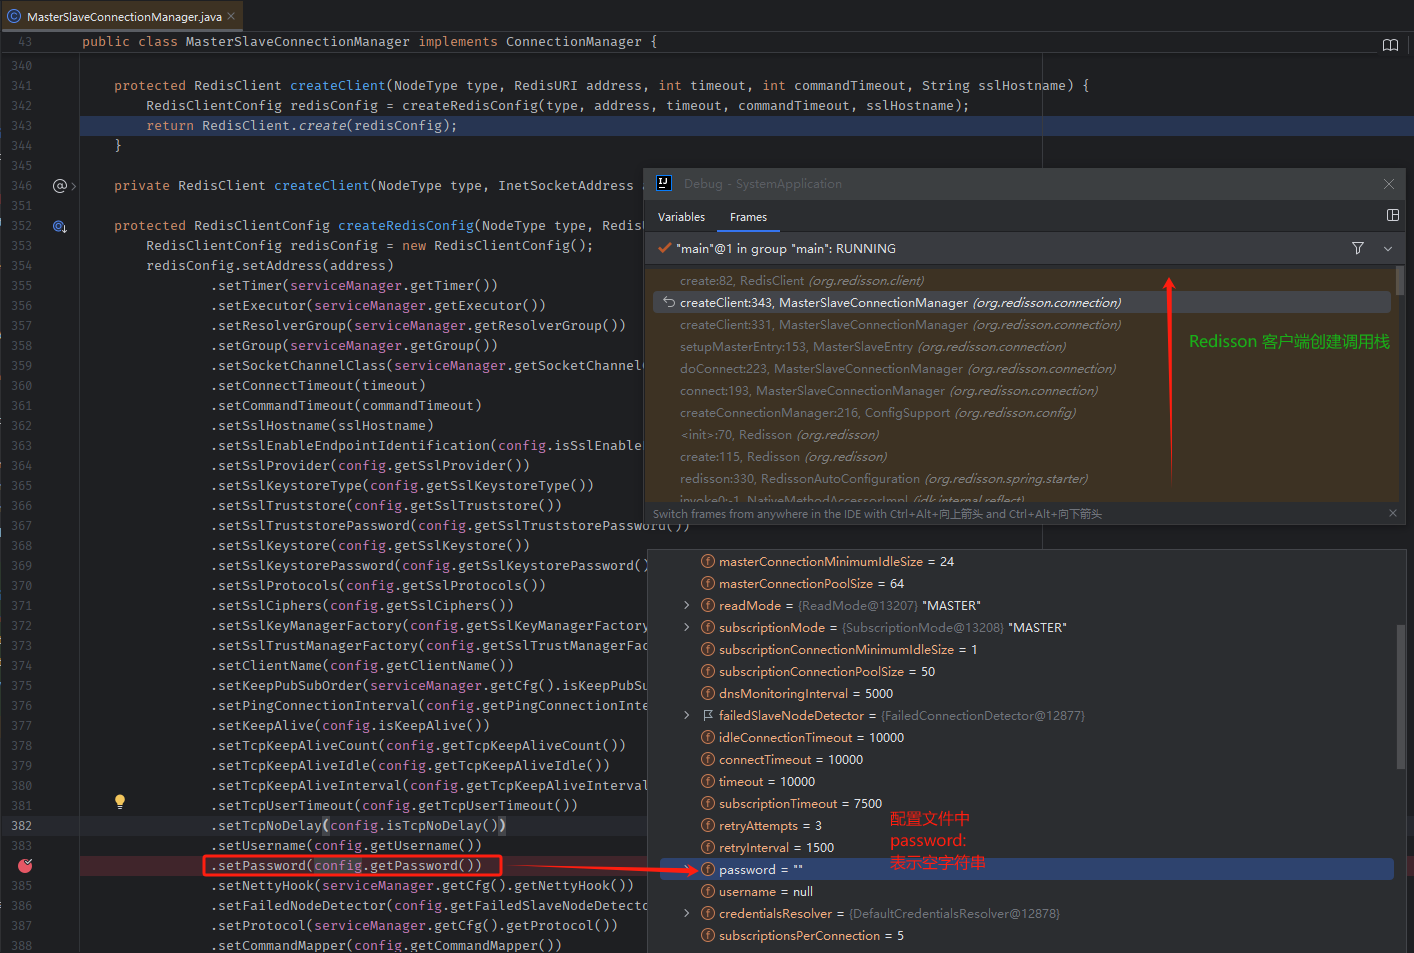 MasterSlaveConnectionManager.java
43 public class MasterSlaveConnectionManager implements ConnectionManager {
340
341 protected RedisClient createClient(NodeType type, RedisURI address, int timeout, int commandTimeout, String sslHostname) {
342 RedisClientConfig redisConfig = createRedisConfig(type, address, timeout, commandTimeout, sslHostname);
343 return RedisClient.create(redisConfig);
344 }
345
346 private RedisClient createClient(NodeType type, InetSocketAddress
351
352 protected RedisClientConfig createRedisConfig(NodeType type, RedisU
353 RedisClientConfig redisConfig = new RedisClientConfig();
354 redisConfig.setAddress(address)
355 .setTimer(serviceManager.getTimer())
356 .setExecutor(serviceManager.getExecutor())
357 .setResolverGroup(serviceManager.getResolverGroup())
358 .setGroup(serviceManager.getGroup())
359 .setSocketChannelClass(serviceManager.getSocketChannelC
360 .setConnectTimeout(timeout)
361 .setCommandTimeout(commandTimeout)
362 .setSslHostname(sslHostname)
363 .setSslEnableEndpointIdentification(config.isSslEnable
364 .setSslProvider(config.getSslProvider())
365 .setSslKeystoreType(config.getSslKeystoreType())
366 .setSslTruststore(config.getSslTruststore())
367 .setSslTruststorePassword(config.getSslTruststorePassword())
368 .setSslKeystore(config.getSslKeystore())
369 .setSslKeystorePassword(config.getSslKeystorePassword()
370 .setSslProtocols(config.getSslProtocols())
371 .setSslCiphers(config.getSslCiphers())
372 .setSslKeyManagerFactory(config.getSslKeyManagerFactory
373 .setSslTrustManagerFactory(config.getSslTrustManagerFac
374 .setClientName(config.getClientName())
375 .setKeepPubSubOrder(serviceManager.getCfg().isKeepPubSu
376 .setPingConnectionInterval(config.getPingConnectionInte
377 .setKeepAlive(config.isKeepAlive())
378 .setTcpKeepAliveCount(config.getTcpKeepAliveCount())
379 .setTcpKeepAliveIdle(config.getTcpKeepAliveIdle())
380 .setTcpKeepAliveInterval(config.getTcpKeepAliveInterval
381 .setTcpUserTimeout(config.getTcpUserTimeout())
382 .setTcpNoDelay(config.isTcpNoDelay())
383 .setUsername(config.getUsername())
.setPassword(config.getPassword())
385 .setNettyHook(serviceManager.getCfg().getNettyHook())
386 .setFailedNodeDetector(config.getFailedSlaveNodeDetecto
387 .setProtocol(serviceManager.getCfg().getProtocol())
388 .setCommandMapper(config.getCommandMapper())
Debug - SystemApplication
Variables Frames
"main"@1 in group "main": RUNNING
create:82, RedisClient (org.redisson.client)
createClient:343, MasterSlaveConnectionManager (org.redisson.connection)
createClient:331, MasterSlaveConnectionManager (org.redisson.connection)
setupMasterEntry:153, MasterSlaveEntry (org.redisson.connection)
doConnect:223, MasterSlaveConnectionManager (org.redisson.connection)
connect:193, MasterSlaveConnectionManager (org.redisson.connection)
createConnectionManager:216, ConfigSupport (org.redisson.config)
<init>:70, Redisson (org.redisson)
create:115, Redisson (org.redisson)
redisson:330, RedissonAutoConfiguration (org.redisson.spring.starter)
invoke0:-1, NativeMethodAccessorImpl (jdk.internal.reflect)
Redisson 客户端创建调用栈
Switch frames from anywhere in the IDE with Ctrl+Alt+向上箭头 and Ctrl+Alt+向下箭头
masterConnectionMinimumIdleSize = 24
masterConnectionPoolSize = 64
readMode = {ReadMode@13207} "MASTER"
subscriptionMode = {SubscriptionMode@13208} "MASTER"
subscriptionConnectionMinimumIdleSize = 1
subscriptionConnectionPoolSize = 50
dnsMonitoringInterval = 5000
failedSlaveNodeDetector = {FailedConnectionDetector@12877}
idleConnectionTimeout = 10000
connectTimeout = 10000
timeout = 10000
subscriptionTimeout = 7500
retryAttempts = 3
retryInterval = 1500
password = ""
username = null
credentialsResolver = {DefaultCredentialsResolver@12878}
subscriptionsPerConnection = 5
配置文件中
password:
表示空字符串